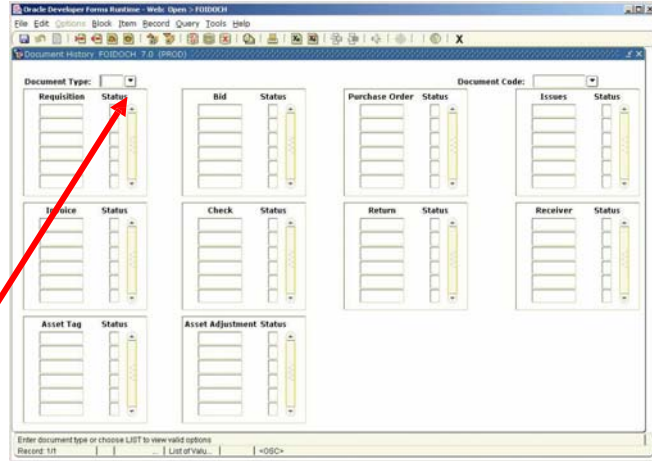 Oracle Developer Forms Runtime - Web: Open > FOIDOCH
File Edit Options Block Item Record Query Tools Help
Document History FOIDOCH 7.0 (PROD)
Document Type: Document Code:
Requisition Status Bid Status Purchase Order Status Issues Status
Invoice Status Check Status Return Status Receiver Status
Asset Tag Status Asset Adjustment Status
Enter document type or choose LIST to view valid options
Record: 1/1 ... List of Valu... <OSC>